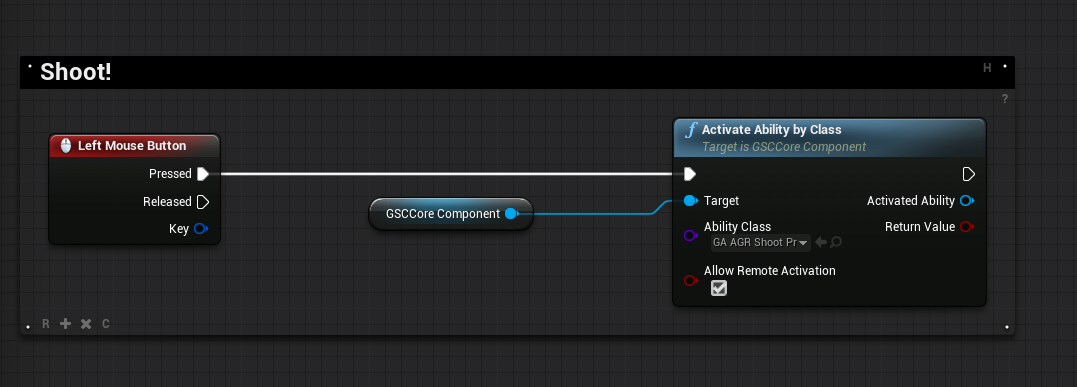 Shoot!
H
?
Left Mouse Button
Pressed
Released
Key
GSCCore Component
Activate Ability by Class
Target is GSCCore Component
Target
Activated Ability
Ability Class
Return Value
GA AGR Shoot Pr
Allow Remote Activation
R
C